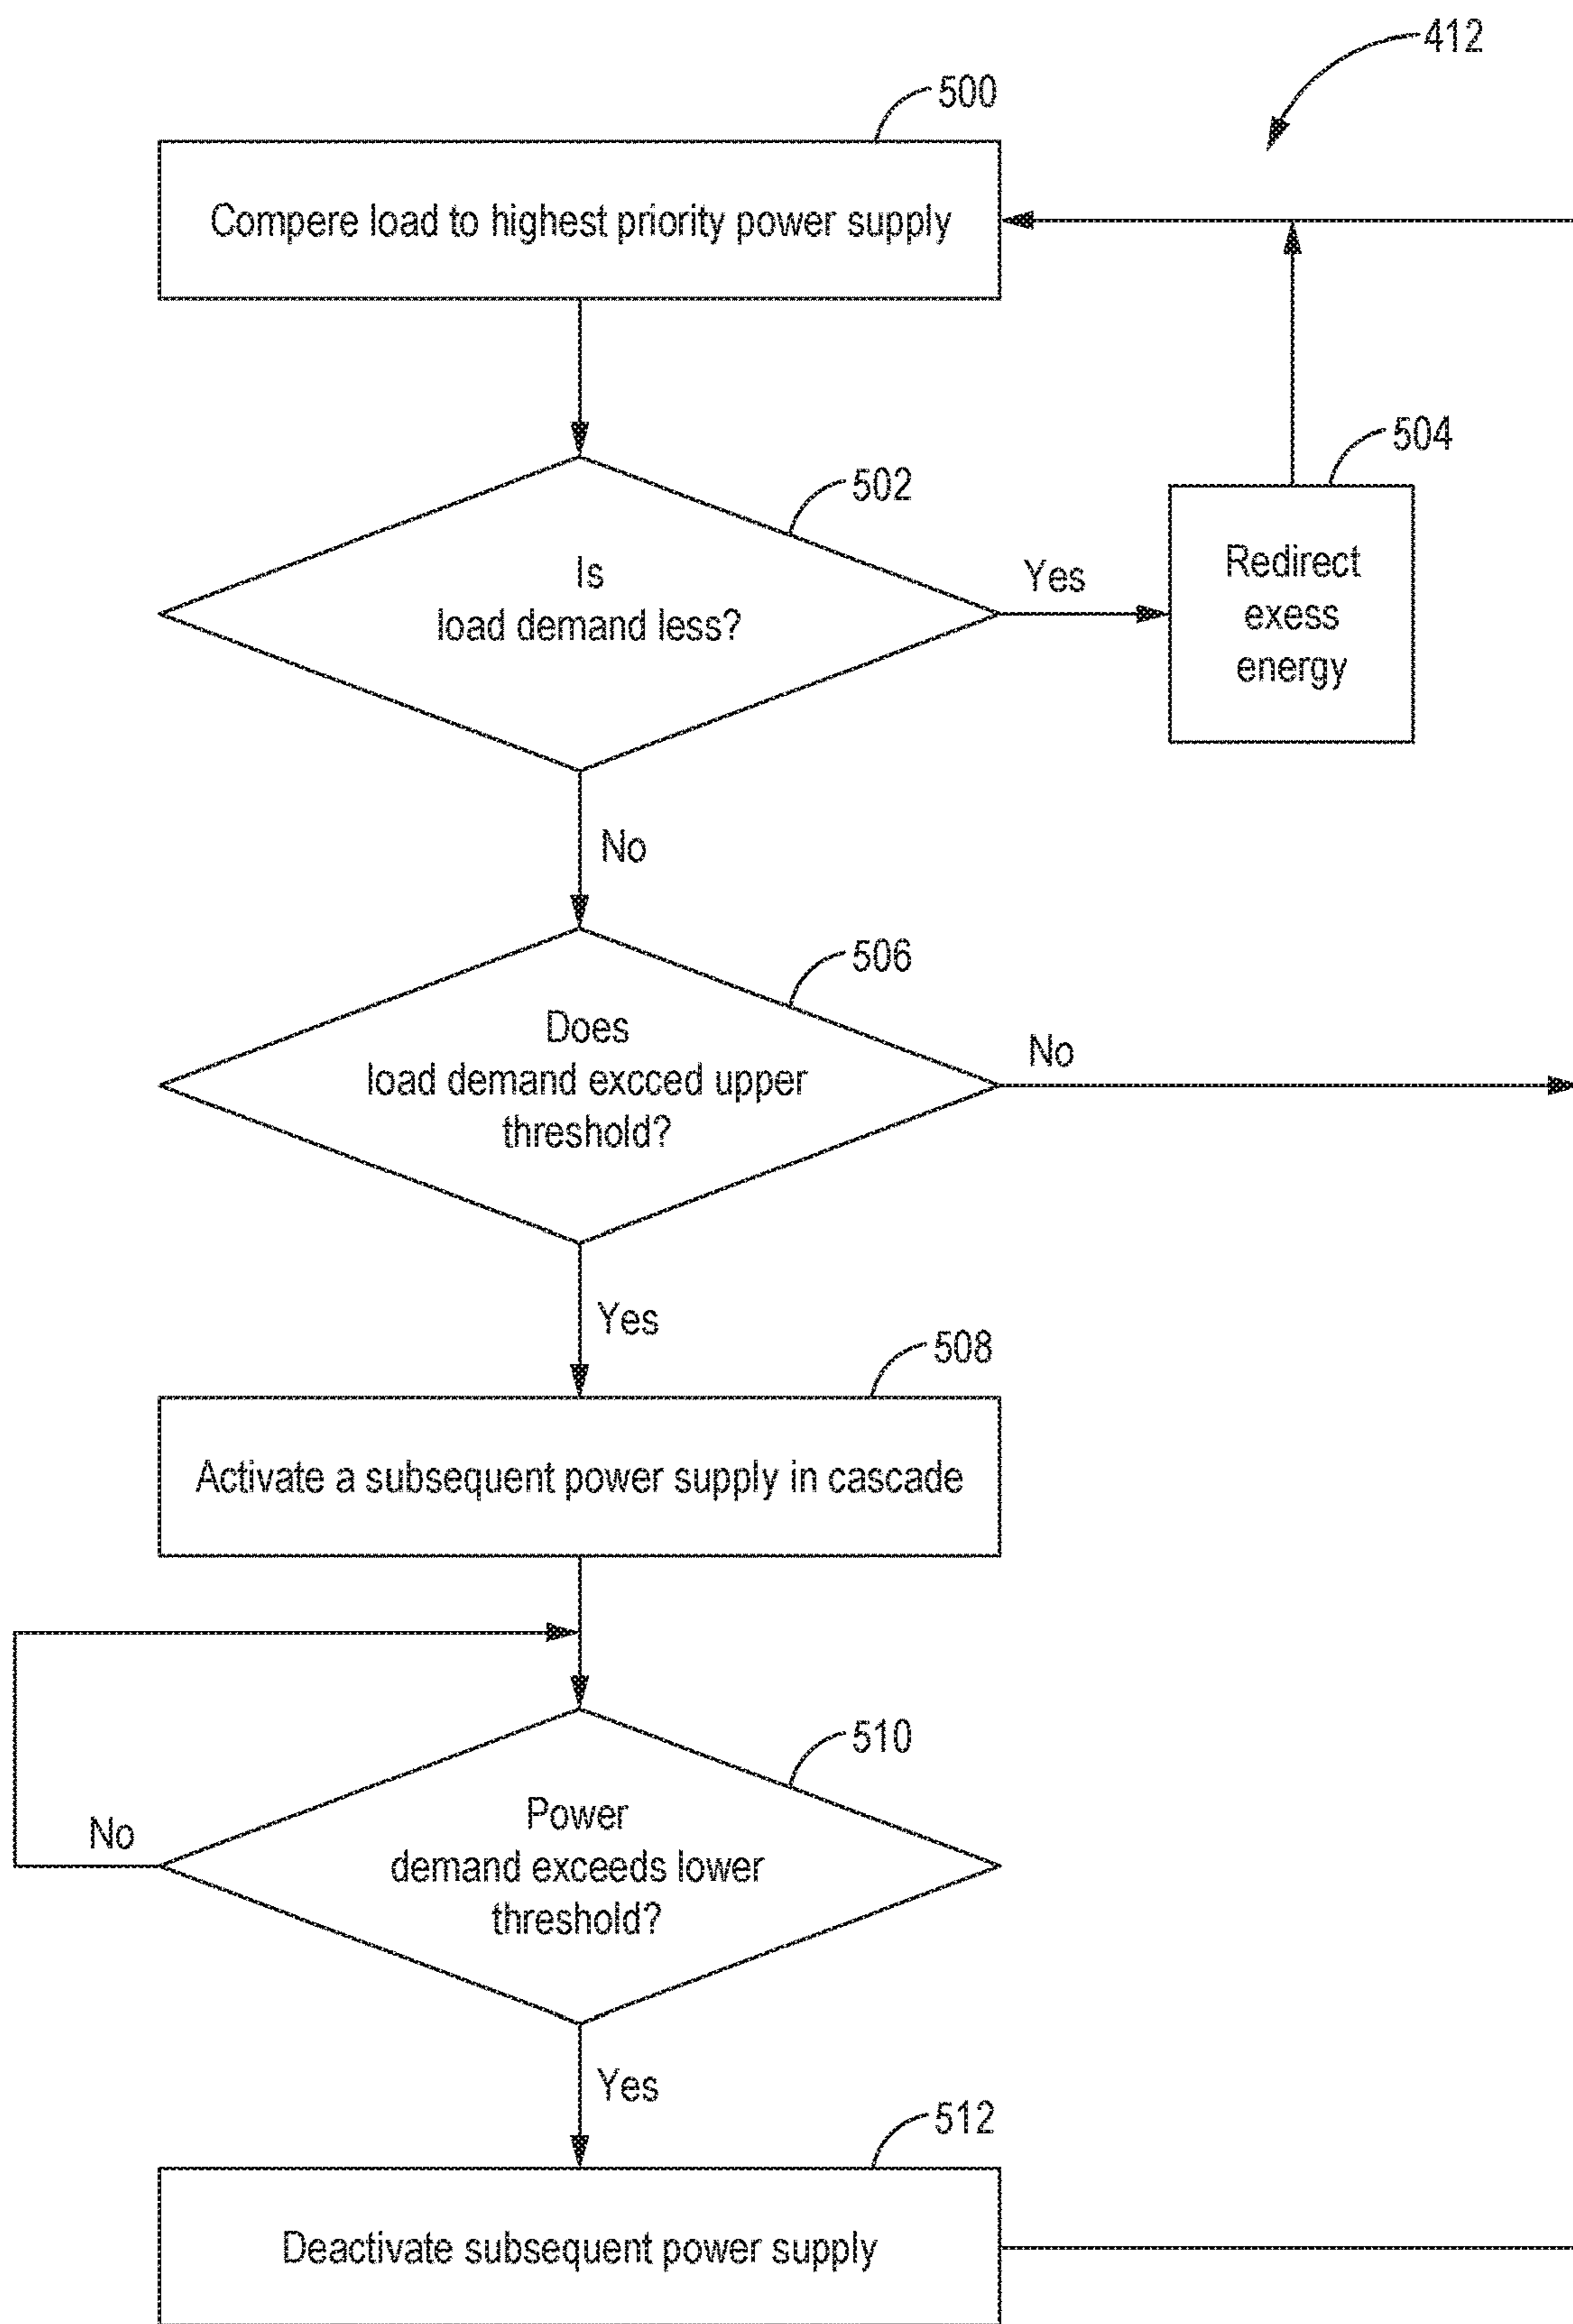 412
500
Compere load to highest priority power supply
502
Is
load demand less?
Yes
504
Redirect
exess
energy
No
506
Does
load demand excced upper
threshold?
No
Yes
508
Activate a subsequent power supply in cascade
510
Power
demand exceeds lower
threshold?
No
Yes
512
Deactivate subsequent power supply